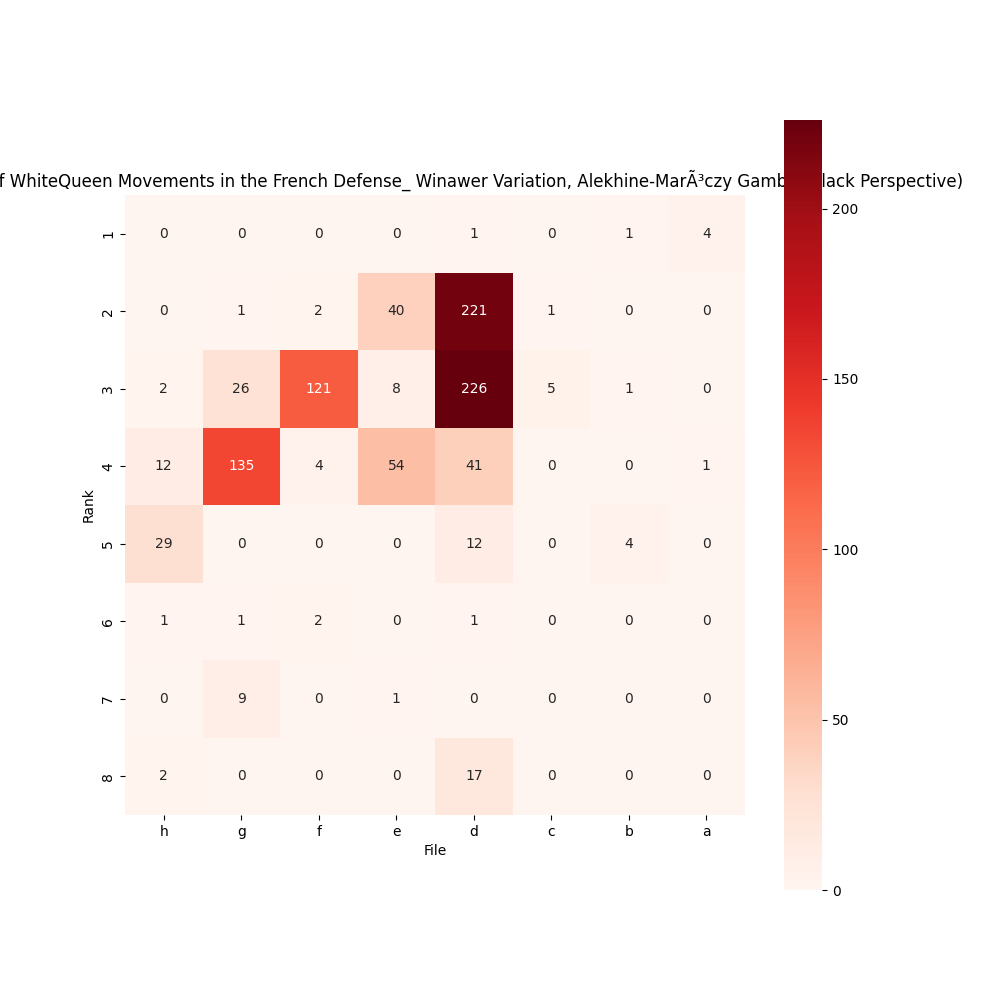 f WhiteQueen Movements in the French Defense_ Winawer Variation, Alekhine-MarÃ³czy Gamb lack Perspective)
200
150
100
50
0
Rank
1 0 0 0 0 1 0 1 4
2 0 1 2 40 221 1 0 0
3 2 26 121 8 226 5 1 0
4 12 135 4 54 41 0 0 1
5 29 0 0 0 12 0 4 0
6 1 1 2 0 1 0 0 0
7 0 9 0 1 0 0 0 0
8 2 0 0 0 17 0 0 0
h g f e d c b a
File